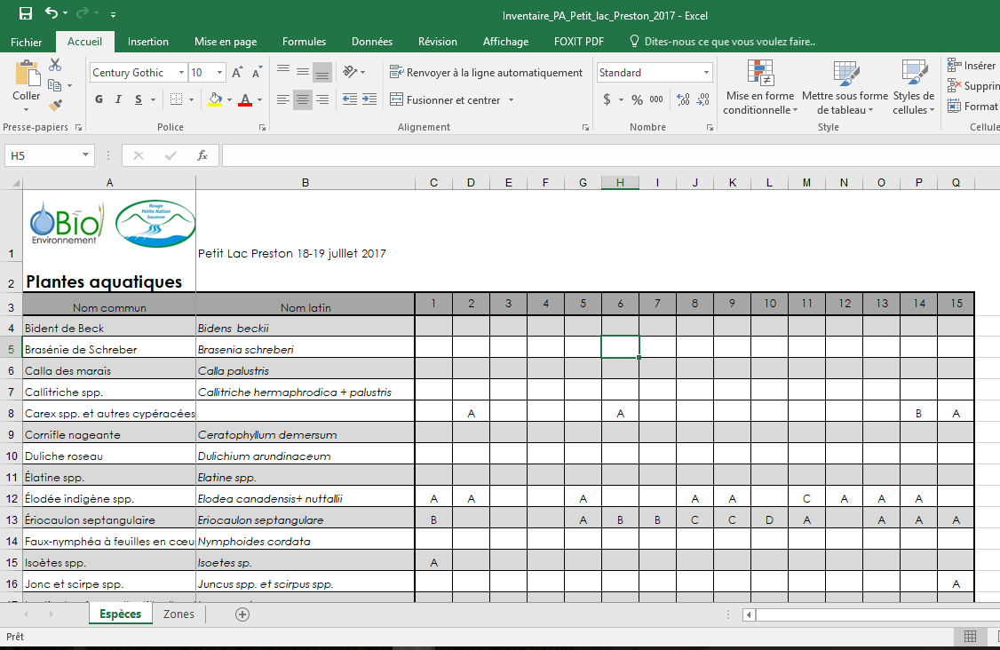 Inventaire_PA_Petit_lac_Preston_2017 - Excel
Fichier Accueil Insertion Mise en page Formules Données Révision Affichage FOXIT PDF Dites-nous ce que vous voulez faire..
Coller
Presse-papiers
Century Gothic 10
G I S
Police
Renvoyer à la ligne automatiquement
Fusionner et centrer
Alignement
Standard
$ % 000
Nombre
Mise en forme conditionnelle
Mettre sous forme de tableau
Styles de cellules
Style
Insérer
Supprin
Format
Cellule
H5 fx
A B C D E F G H I J K L M N O P Q
Bio
Environnement
Rouge
Petite Nation
Saumon
1 Petit Lac Preston 18-19 julllet 2017
2 Plantes aquatiques
3 Nom commun Nom latin 1 2 3 4 5 6 7 8 9 10 11 12 13 14 15
4 Bident de Beck Bidens beckii
5 Brasénie de Schreber Brasenia schreberi
6 Calla des marais Calla palustris
7 Callitriche spp. Callitriche hermaphrodica + palustris
8 Carex spp. et autres cypéracées A A B A
9 Cornifle nageante Ceratophyllum demersum
10 Duliche roseau Dulichium arundinaceum
11 Élatine spp. Elatine spp.
12 Élodée indigène spp. Elodea canadensis+ nuttallii A A A A A C A A A
13 Ériocaulon septangulaire Eriocaulon septangulare B A B B C C D A A A A
14 Faux-nymphéa à feuilles en cœu Nymphoides cordata
15 Isoètes spp. Isoetes sp. A
16 Jonc et scirpe spp. Juncus spp. et scirpus spp. A
Espèces Zones
Prêt